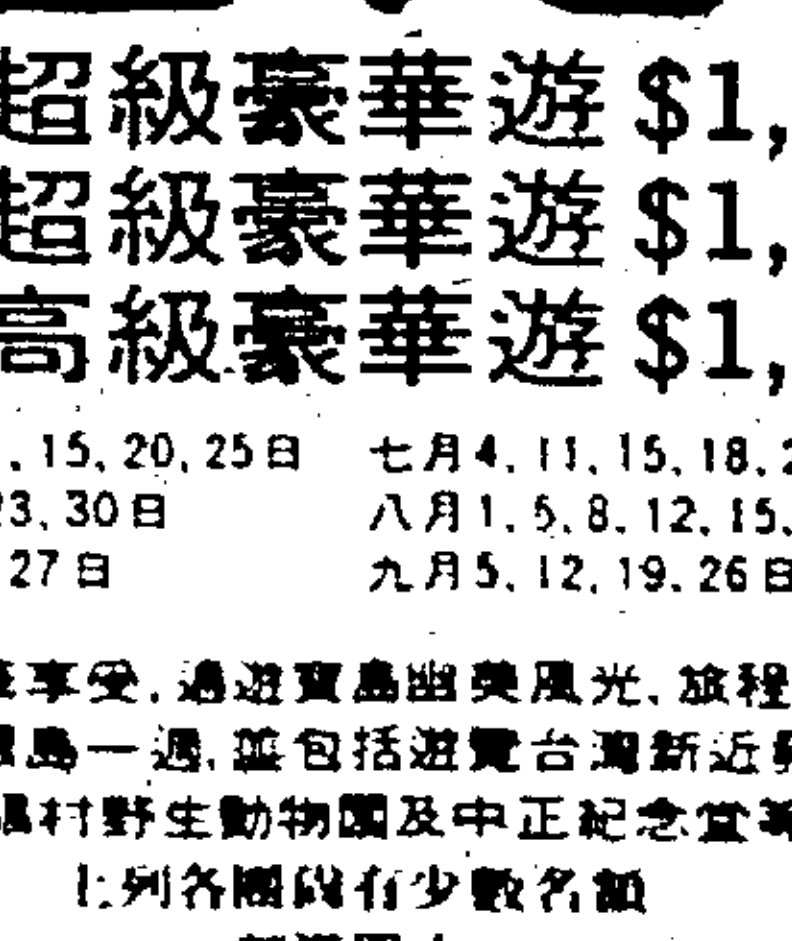 超級豪華遊 $1,
超級豪華遊 $1,
高級豪華遊 $1,
15、20、25日 七月4、11、15、18、2
23、30日 八月1、5、8、12、15、
27日 九月5、12、19、26日
享受，遍遊寶島幽美風光，旅程
島一週，並包括遊覽台灣新近
村野生動物園及中正紀念堂等
上列各團尚有少數名額